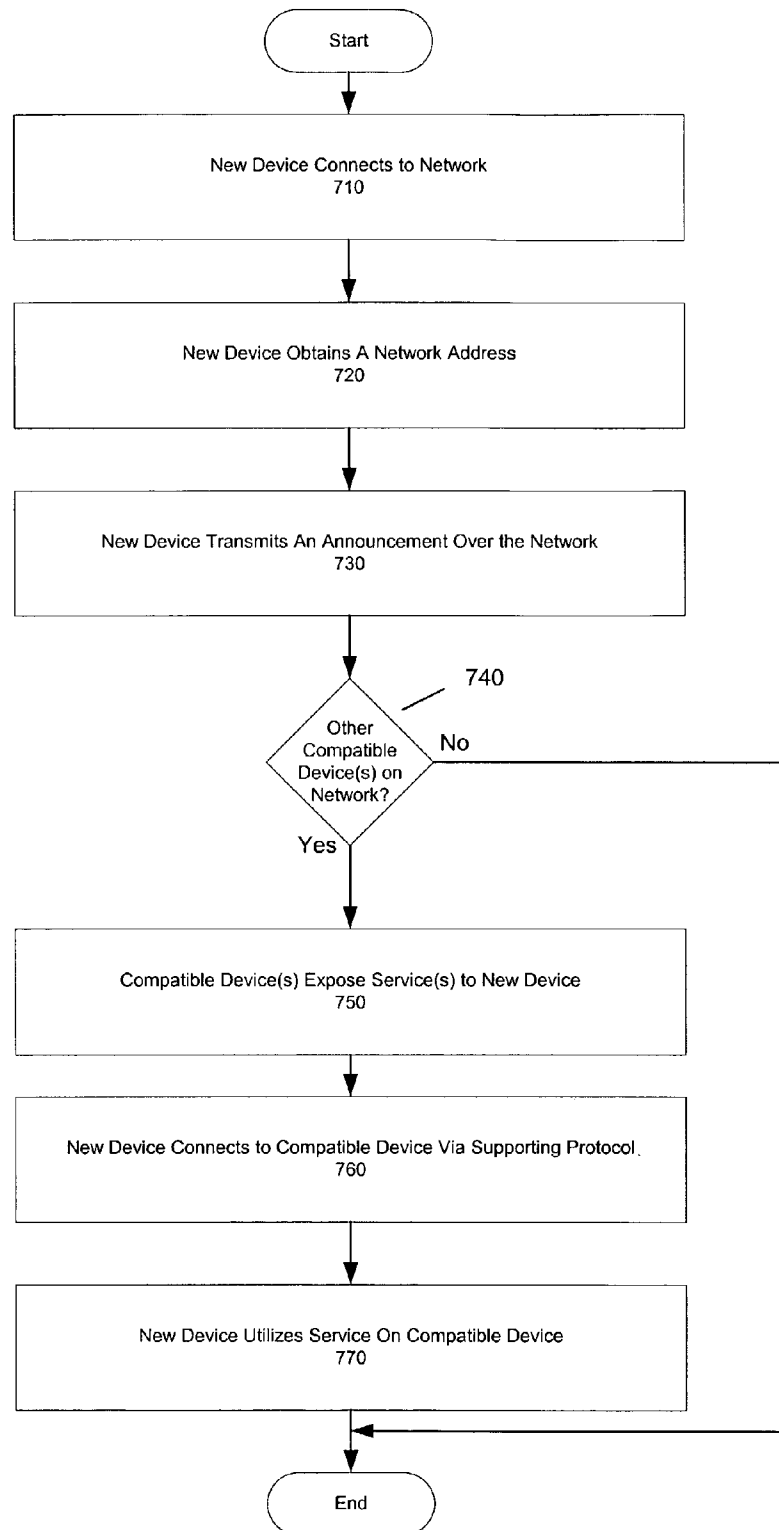 Start
New Device Connects to Network
710
New Device Obtains A Network Address
720
New Device Transmits An Announcement Over the Network
730
740
Other
Compatible
Device(s) on
Network?
No
Yes
Compatible Device(s) Expose Service(s) to New Device
750
New Device Connects to Compatible Device Via Supporting Protocol.
760
New Device Utilizes Service On Compatible Device
770
End